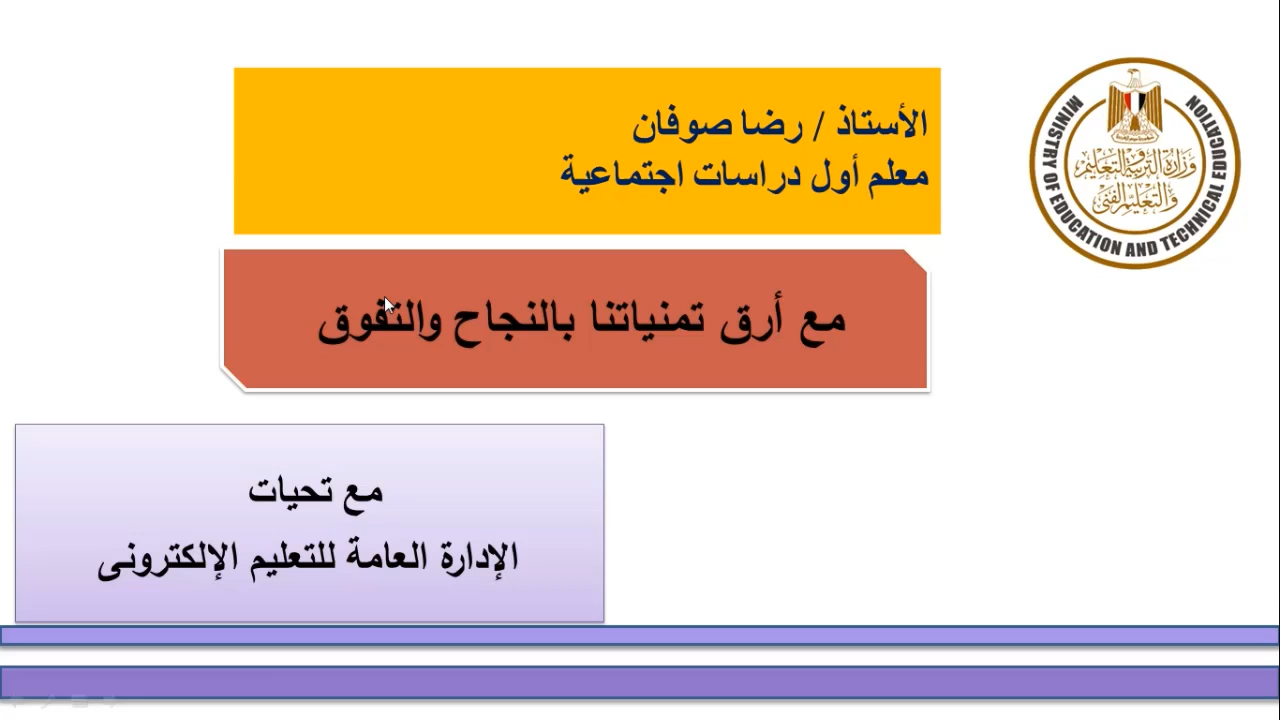 الأستاذ / رضا صوفان
معلم أول دراسات اجتماعية
وزارة التربية والتعليم
والتعليم الفني
MINISTRY OF EDUCATION AND TECHNICAL EDUCATION
مع أرق تمنياتنا بالنجاح والتفوق
مع تحيات
الإدارة العامة للتعليم الإلكترونى